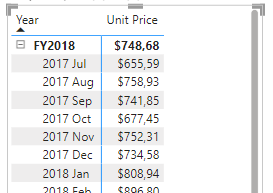 Year Unit Price
FY2018 $748,68
2017 Jul $655,59
2017 Aug $758,93
2017 Sep $741,85
2017 Oct $677,45
2017 Nov $752,31
2017 Dec $734,58
2018 Jan $808,94
2018 Feb $896,80